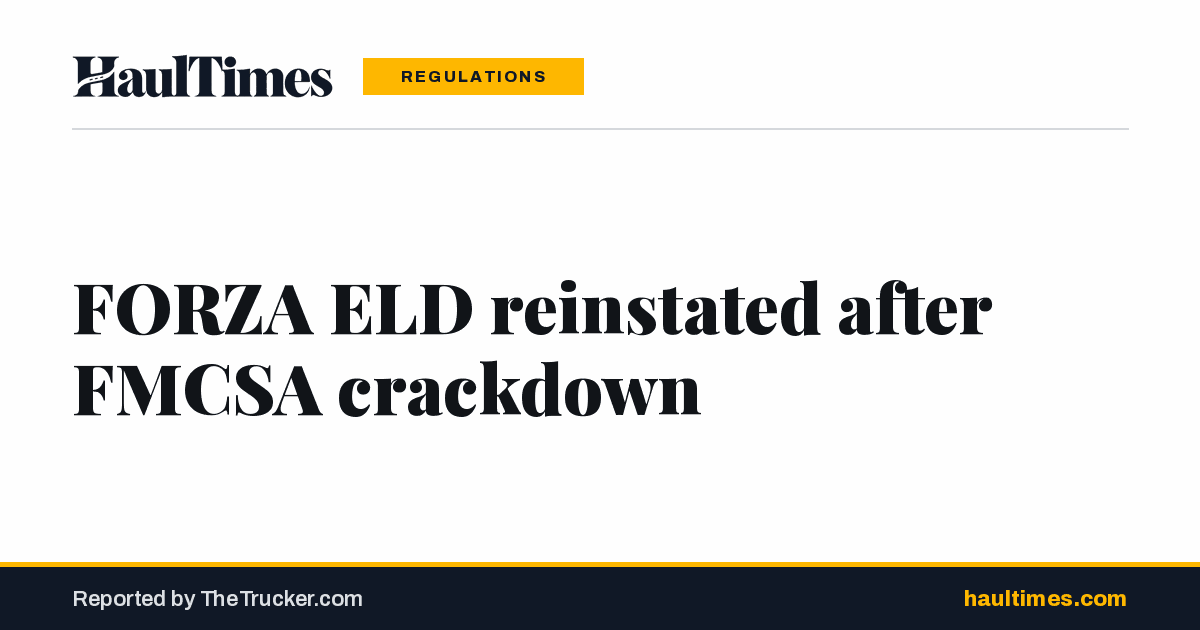 HaulTimes
REGULATIONS
FORZA ELD reinstated after
FMCSA crackdown
Reported by TheTrucker.com
haultimes.com